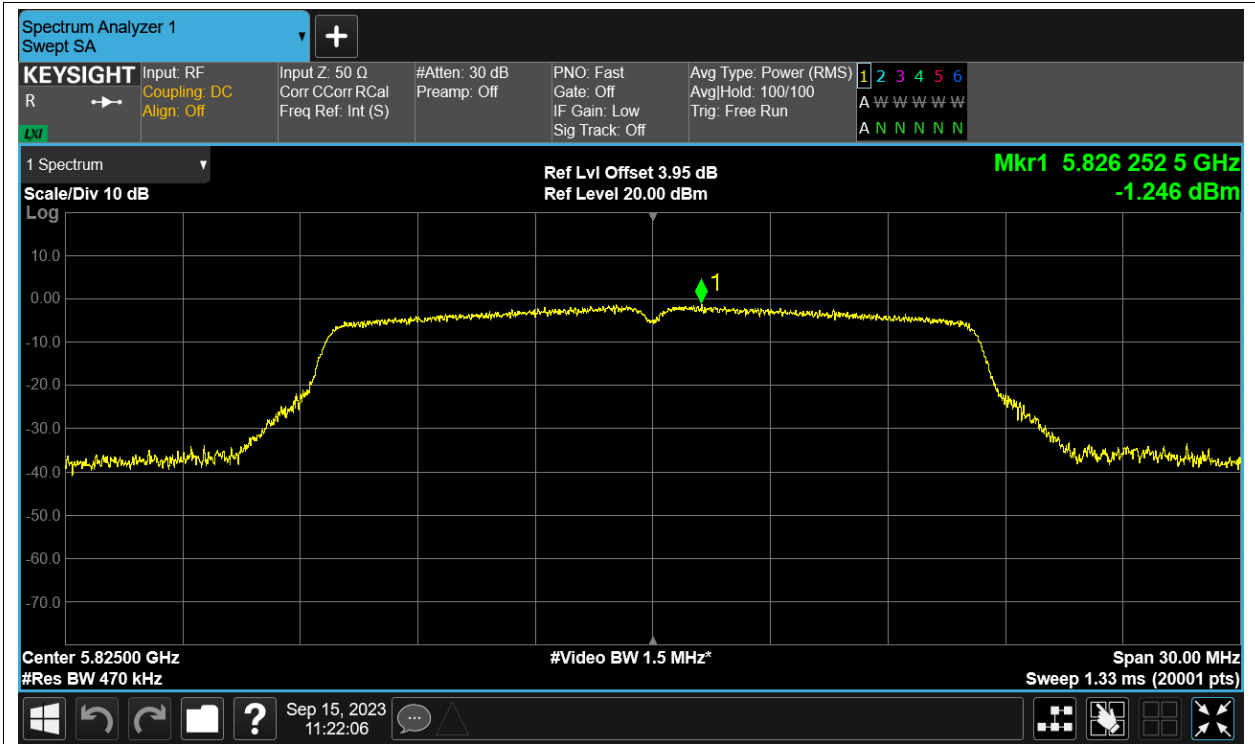 Spectrum Analyzer 1
Swept SA
KEYSIGHT
R
LXI
Input: RF
Coupling: DC
Align: Off
Input Z: 50 Ω
Corr CCorr RCal
Freq Ref: Int (S)
#Atten: 30 dB
Preamp: Off
PNO: Fast
Gate: Off
IF Gain: Low
Sig Track: Off
Avg Type: Power (RMS)
Avg|Hold: 100/100
Trig: Free Run
1 2 3 4 5 6
A W W W W W
A N N N N N
1 Spectrum
Scale/Div 10 dB
Log
Ref Lvl Offset 3.95 dB
Ref Level 20.00 dBm
Mkr1 5.826 252 5 GHz
-1.246 dBm
10.0
0.00
-10.0
-20.0
-30.0
-40.0
-50.0
-60.0
-70.0
1
Center 5.82500 GHz
#Res BW 470 kHz
#Video BW 1.5 MHz*
Span 30.00 MHz
Sweep 1.33 ms (20001 pts)
?
Sep 15, 2023
11:22:06